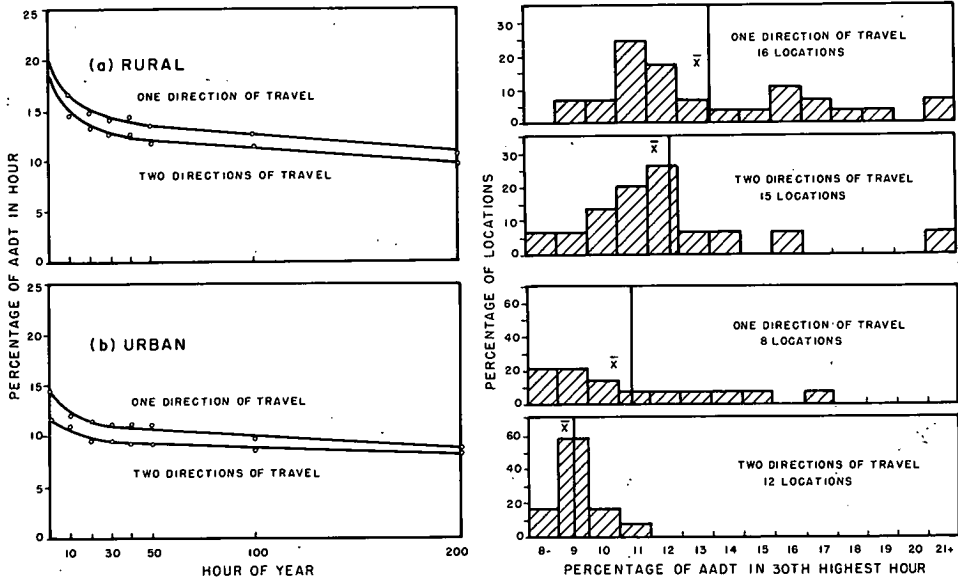 PERCENTAGE OF AADT IN HOUR
25
20
15
10
5
0
(a) RURAL
ONE DIRECTION OF TRAVEL
TWO DIRECTIONS OF TRAVEL
25
20
15
10
5
0
(b) URBAN
ONE DIRECTION OF TRAVEL
TWO DIRECTIONS OF TRAVEL
10 30 50 100 200
HOUR OF YEAR
PERCENTAGE OF LOCATIONS
30
20
10
0
x̄
ONE DIRECTION OF TRAVEL
16 LOCATIONS
30
20
10
0
x̄
TWO DIRECTIONS OF TRAVEL
15 LOCATIONS
60
40
20
0
x̄
ONE DIRECTION OF TRAVEL
8 LOCATIONS
60
40
20
0
x̄
TWO DIRECTIONS OF TRAVEL
12 LOCATIONS
8- 9 10 11 12 13 14 15 16 17 18 19 20 21+
PERCENTAGE OF AADT IN 30TH HIGHEST HOUR